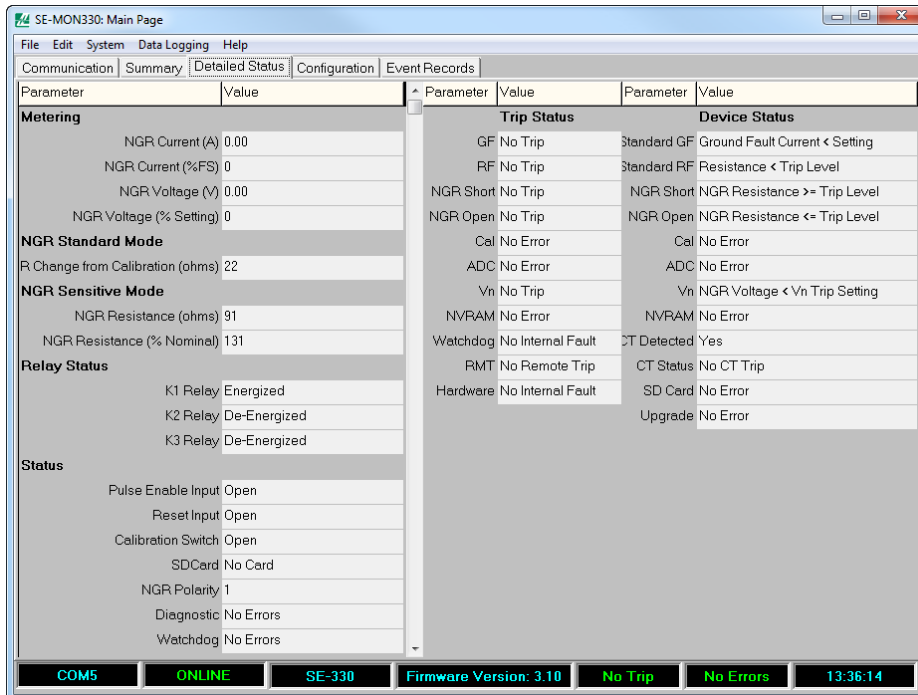 SE-MON330: Main Page
File Edit System Data Logging Help
Communication Summary Detailed Status Configuration Event Records
Parameter Value
Metering
NGR Current (A) 0.00
NGR Current (%FS) 0
NGR Voltage (V) 0.00
NGR Voltage (% Setting) 0
NGR Standard Mode
R Change from Calibration (ohms) 22
NGR Sensitive Mode
NGR Resistance (ohms) 91
NGR Resistance (% Nominal) 131
Relay Status
K1 Relay Energized
K2 Relay De-Energized
K3 Relay De-Energized
Status
Pulse Enable Input Open
Reset Input Open
Calibration Switch Open
SDCard No Card
NGR Polarity 1
Diagnostic No Errors
Watchdog No Errors
Parameter Value
Trip Status
GF No Trip
RF No Trip
NGR Short No Trip
NGR Open No Trip
Cal No Error
ADC No Error
Vn No Trip
NVRAM No Error
Watchdog No Internal Fault
RMT No Remote Trip
Hardware No Internal Fault
Parameter Value
Device Status
Standard GF Ground Fault Current < Setting
Standard RF Resistance < Trip Level
NGR Short NGR Resistance >= Trip Level
NGR Open NGR Resistance <= Trip Level
Cal No Error
ADC No Error
Vn NGR Voltage < Vn Trip Setting
NVRAM No Error
CT Detected Yes
CT Status No CT Trip
SD Card No Error
Upgrade No Error
COM5 ONLINE SE-330 Firmware Version: 3.10 No Trip No Errors 13:36:14